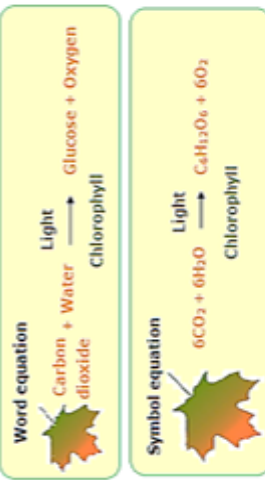 Word equation
Light
Carbon + Water ⟶ Glucose + Oxygen
dioxide
Chlorophyll
Symbol equation
Light
6CO₂ + 6H₂O ⟶ C₆H₁₂O₆ + 6O₂
Chlorophyll